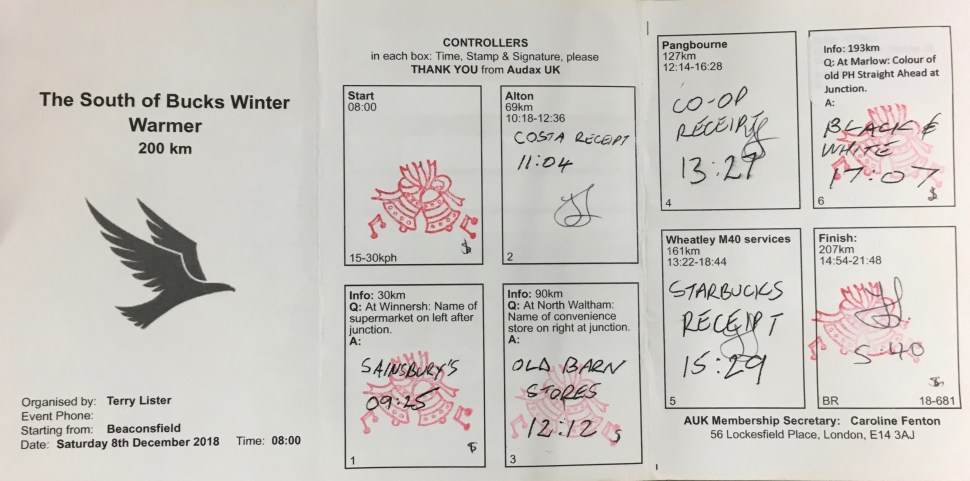 The South of Bucks Winter
Warmer
200 km
Organised by: Terry Lister
Event Phone:
Starting from: Beaconsfield
Date: Saturday 8th December 2018 Time: 08:00
CONTROLLERS
in each box: Time, Stamp & Signature, please
THANK YOU from Audax UK
Start
08:00
15-30kph
Alton
69km
10:18-12:36
COSTA RECEIPT
11:04
2
Info: 30km
Q: At Winnersh: Name of
supermarket on left after
junction.
A:
SAINSBURY'S
09:25
1
Info: 90km
Q: At North Waltham:
Name of convenience
store on right at junction.
A:
OLD BARN
STORES
12:12
3
Pangbourne
127km
12:14-16:28
CO-OP
RECEIPT
13:27
4
Info: 193km
Q: At Marlow: Colour of
old PH Straight Ahead at
Junction.
A:
BLACK &
WHITE
17:07
6
Wheatley M40 services
161km
13:22-18:44
STARBUCKS
RECEIPT
15:29
5
Finish:
207km
14:54-21:48
5:40
BR 18-681
AUK Membership Secretary: Caroline Fenton
56 Lockesfield Place, London, E14 3AJ